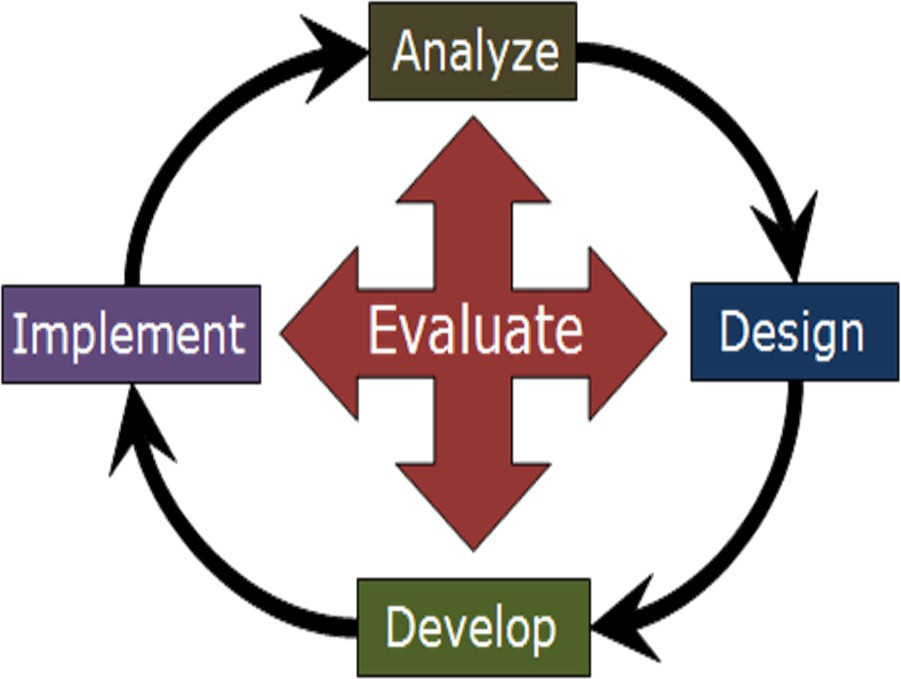 Analyze
Implement
Evaluate
Design
Develop